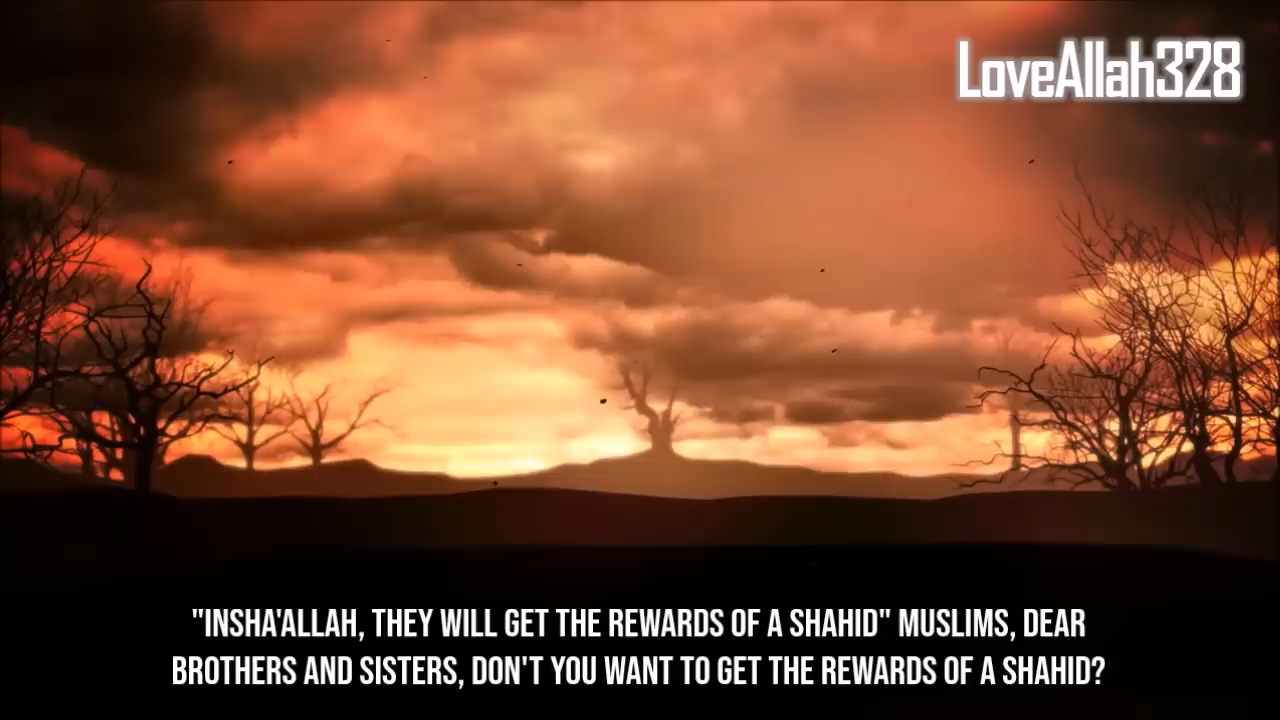 LoveAllah328
"INSHA'ALLAH, THEY WILL GET THE REWARDS OF A SHAHID" MUSLIMS, DEAR
BROTHERS AND SISTERS, DON'T YOU WANT TO GET THE REWARDS OF A SHAHID?